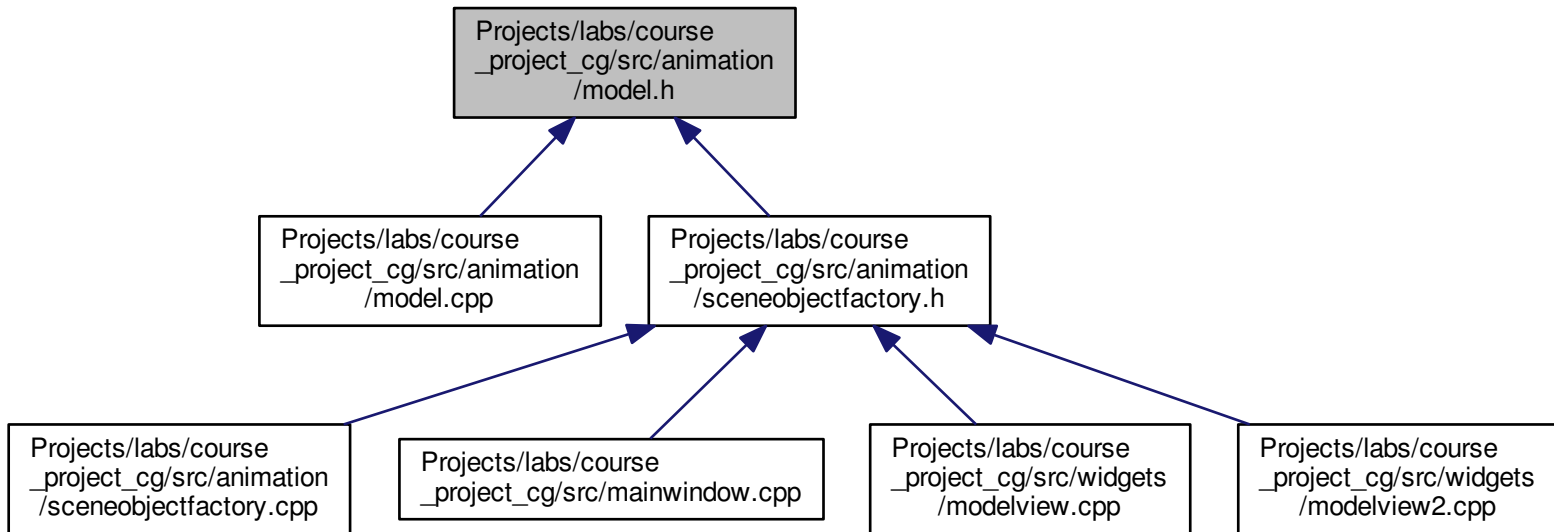 Projects/labs/course
_project_cg/src/animation
/model.h
Projects/labs/course
_project_cg/src/animation
/model.cpp
Projects/labs/course
_project_cg/src/animation
/sceneobjectfactory.h
Projects/labs/course
_project_cg/src/animation
/sceneobjectfactory.cpp
Projects/labs/course
_project_cg/src/mainwindow.cpp
Projects/labs/course
_project_cg/src/widgets
/modelview.cpp
Projects/labs/course
_project_cg/src/widgets
/modelview2.cpp